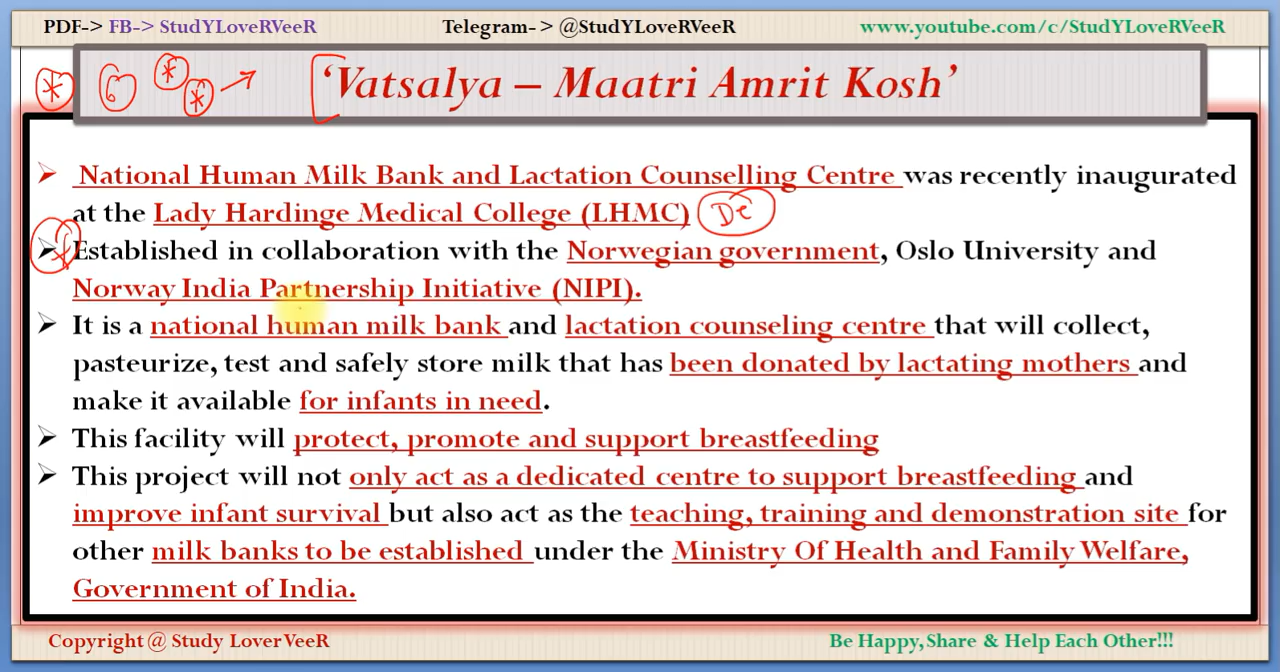 PDF-> FB-> StudYLoveRVeeR Telegram- > @StudYLoveRVeeR www.youtube.com/c/StudYLoveRVeeR
* 6 * * → ‘Vatsalya – Maatri Amrit Kosh’
➢ National Human Milk Bank and Lactation Counselling Centre was recently inaugurated
at the Lady Hardinge Medical College (LHMC) De
➢ Established in collaboration with the Norwegian government, Oslo University and
Norway India Partnership Initiative (NIPI).
➢ It is a national human milk bank and lactation counseling centre that will collect,
pasteurize, test and safely store milk that has been donated by lactating mothers and
make it available for infants in need.
➢ This facility will protect, promote and support breastfeeding
➢ This project will not only act as a dedicated centre to support breastfeeding and
improve infant survival but also act as the teaching, training and demonstration site for
other milk banks to be established under the Ministry Of Health and Family Welfare,
Government of India.
Copyright @ Study LoverVeeR Be Happy,Share & Help Each Other!!!